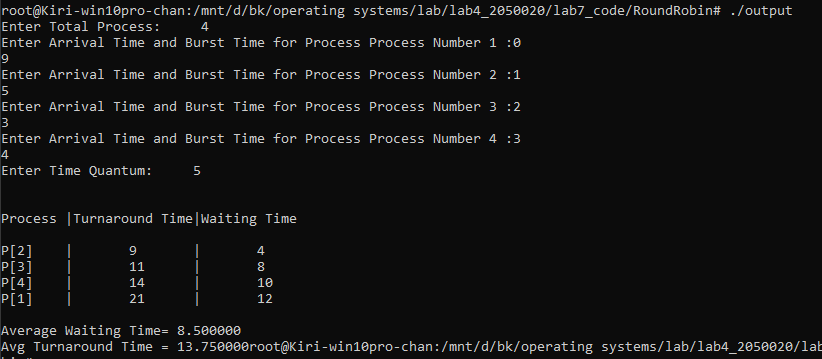 root@Kiri-win10pro-chan:/mnt/d/bk/operating systems/lab/lab4_2050020/lab7_code/RoundRobin# ./output
Enter Total Process:     4
Enter Arrival Time and Burst Time for Process Process Number 1 :0
9
Enter Arrival Time and Burst Time for Process Process Number 2 :1
5
Enter Arrival Time and Burst Time for Process Process Number 3 :2
3
Enter Arrival Time and Burst Time for Process Process Number 4 :3
4
Enter Time Quantum:     5
Process |Turnaround Time|Waiting Time
P[2]    |       9       |       4
P[3]    |       11      |       8
P[4]    |       14      |       10
P[1]    |       21      |       12
Average Waiting Time= 8.500000
Avg Turnaround Time = 13.750000root@Kiri-win10pro-chan:/mnt/d/bk/operating systems/lab/lab4_2050020/lab